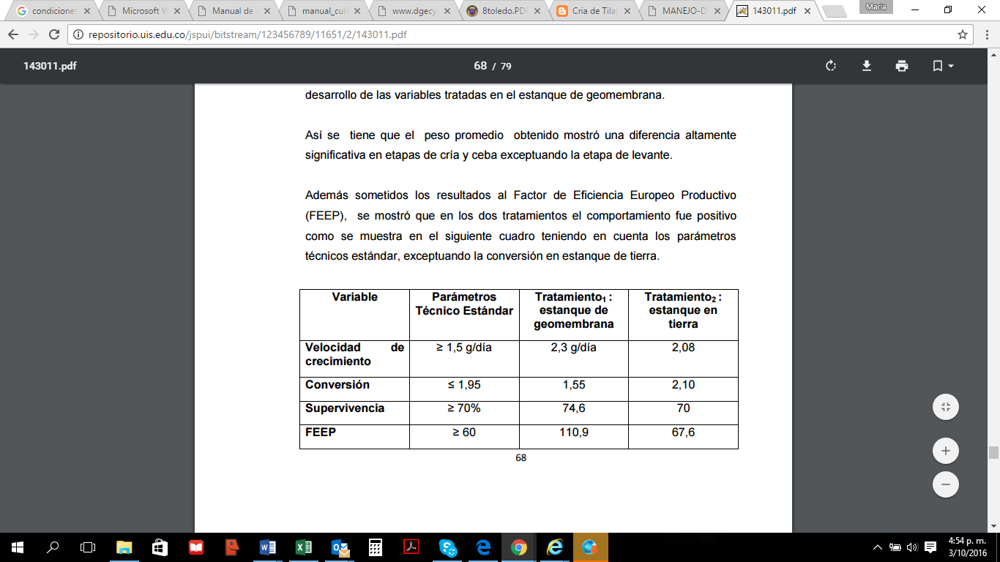 condiciones
Microsoft W
Manual de
manual_cult
www.dgecy
8toledo.PDF
Cria de Tilap
MANEJO-D
143011.pdf
Maria
repositorio.uis.edu.co/jspui/bitstream/123456789/11651/2/143011.pdf
143011.pdf
68 / 79
desarrollo de las variables tratadas en el estanque de geomembrana.
Así se tiene que el peso promedio obtenido mostró una diferencia altamente
significativa en etapas de cría y ceba exceptuando la etapa de levante.
Además sometidos los resultados al Factor de Eficiencia Europeo Productivo
(FEEP), se mostró que en los dos tratamientos el comportamiento fue positivo
como se muestra en el siguiente cuadro teniendo en cuenta los parámetros
técnicos estándar, exceptuando la conversión en estanque de tierra.
Variable
Parámetros
Técnico Estándar
Tratamiento₁ :
estanque de
geomembrana
Tratamiento₂ :
estanque en
tierra
Velocidad de
crecimiento
≥ 1,5 g/día
2,3 g/día
2,08
Conversión
≤ 1,95
1,55
2,10
Supervivencia
≥ 70%
74,6
70
FEEP
≥ 60
110,9
67,6
68
4:54 p. m.
3/10/2016